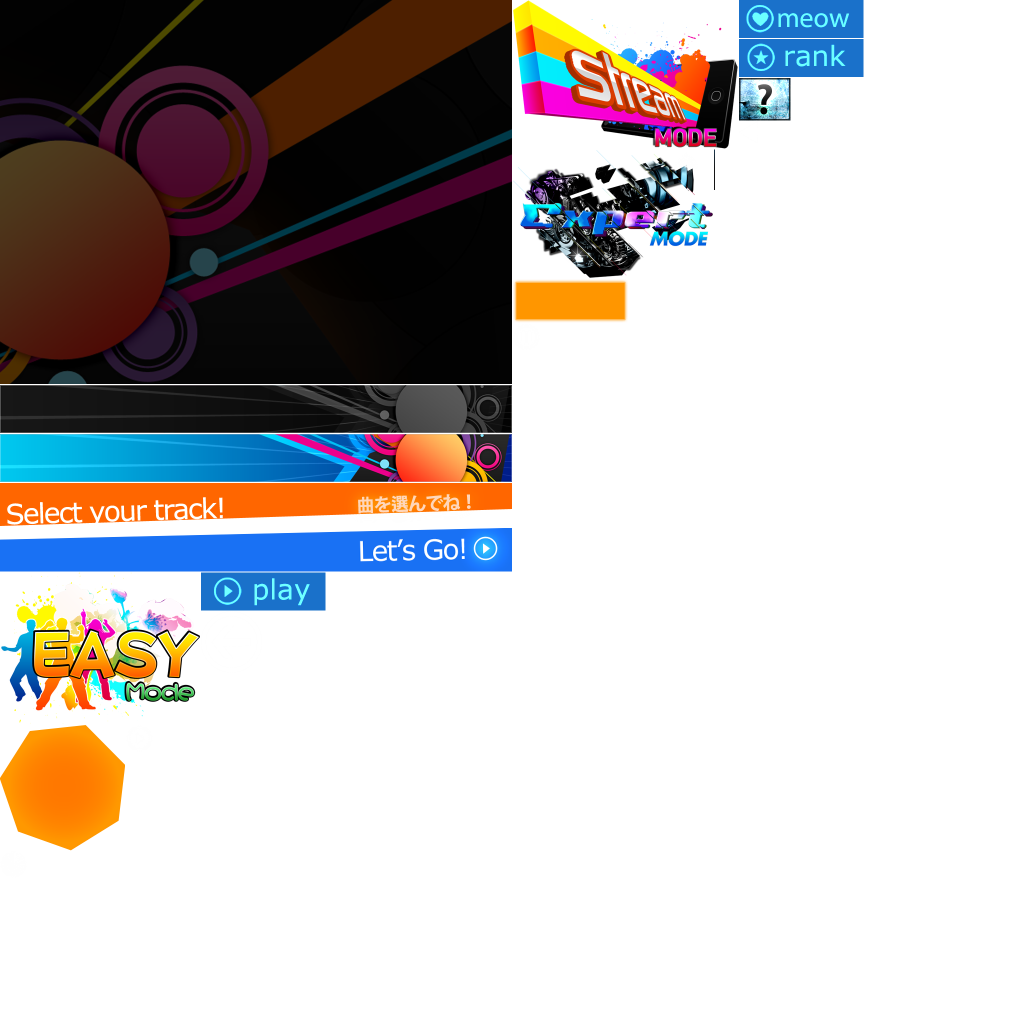 Stream
MODE
meow
rank
?
Expert
MODE
Select your track!
曲を選んでね！
Let's Go!
play
EASY
Mode